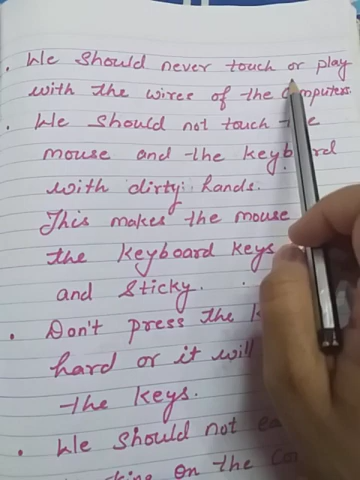 . We should never touch or play
with the wires of the computers.
. We should not touch the
mouse and the keyboard
with dirty hands.
This makes the mouse
the keyboard keys
and sticky.
. Don't press the
hard or it will
the keys.
. We should not
on the